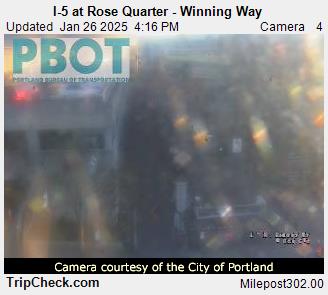 I-5 at Rose Quarter - Winning Way
Updated Jan 26 2025 4:16 PM Camera 4
PBOT
PORTLAND BUREAU OF TRANSPORTATION
Camera courtesy of the City of Portland
TripCheck.com Milepost302.00